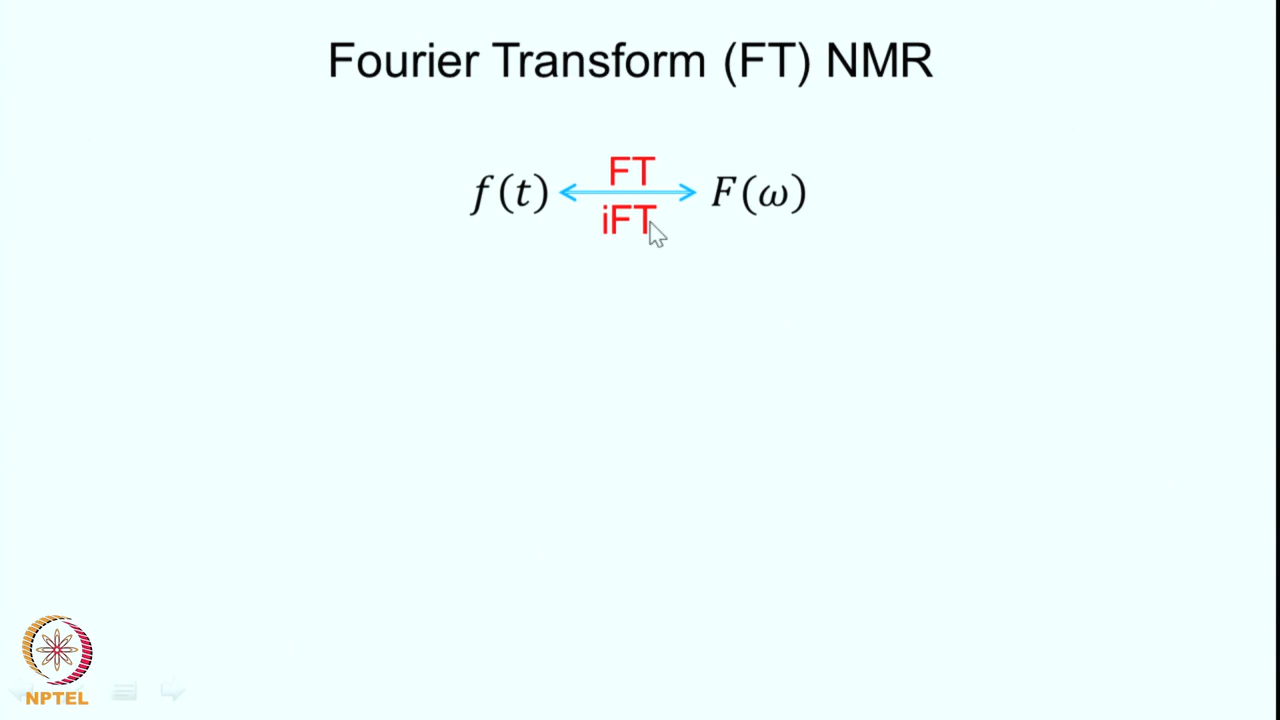 Fourier Transform (FT) NMR
FT
f(t) F(ω)
iFT
NPTEL